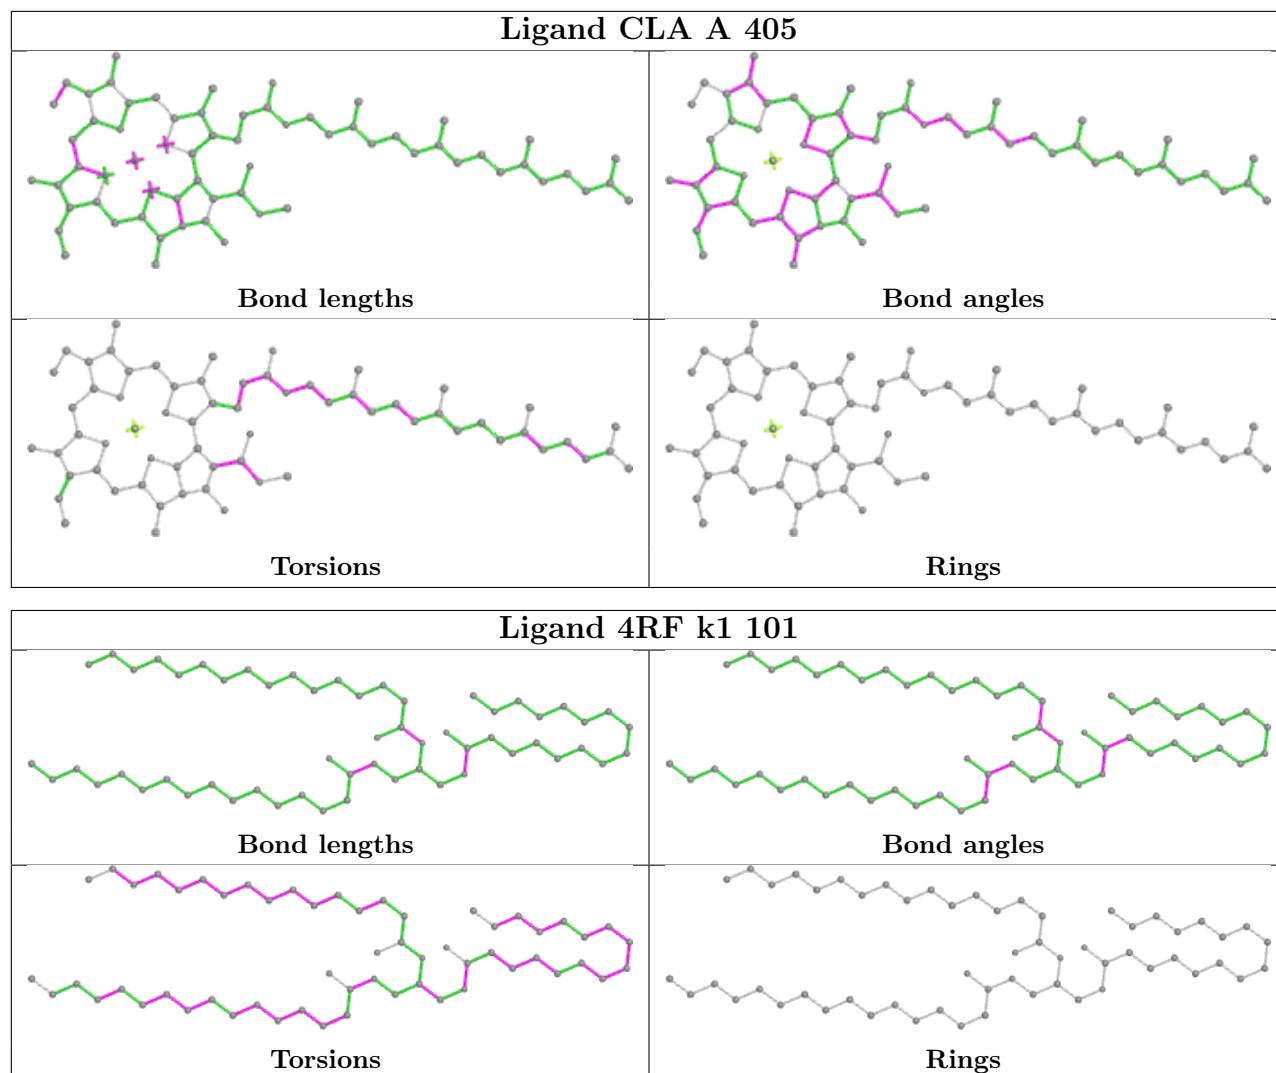 Ligand CLA A 405
Bond lengths
Bond angles
Torsions
Rings
Ligand 4RF k1 101
Bond lengths
Bond angles
Torsions
Rings